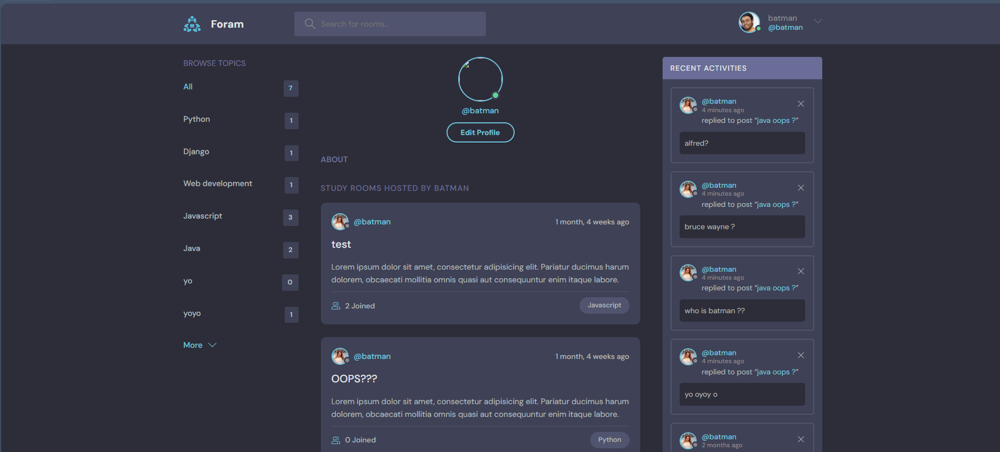 Foram
Search for rooms...
batman
@batman
BROWSE TOPICS
All 7
Python 1
Django 1
Web development 1
Javascript 3
Java 2
yo 0
yoyo 1
More
@batman
Edit Profile
ABOUT
STUDY ROOMS HOSTED BY BATMAN
@batman 1 month, 4 weeks ago
test
Lorem ipsum dolor sit amet, consectetur adipisicing elit. Pariatur ducimus harum
dolorem, obcaecati mollitia omnis quasi aut consequuntur enim itaque labore.
2 Joined Javascript
@batman 1 month, 4 weeks ago
OOPS???
Lorem ipsum dolor sit amet, consectetur adipisicing elit. Pariatur ducimus harum
dolorem, obcaecati mollitia omnis quasi aut consequuntur enim itaque labore.
0 Joined Python
RECENT ACTIVITIES
@batman
4 minutes ago
replied to post “java oops ?”
alfred?
@batman
4 minutes ago
replied to post “java oops ?”
bruce wayne ?
@batman
4 minutes ago
replied to post “java oops ?”
who is batman ??
@batman
4 minutes ago
replied to post “java oops ?”
yo oyoy o
@batman
2 months ago